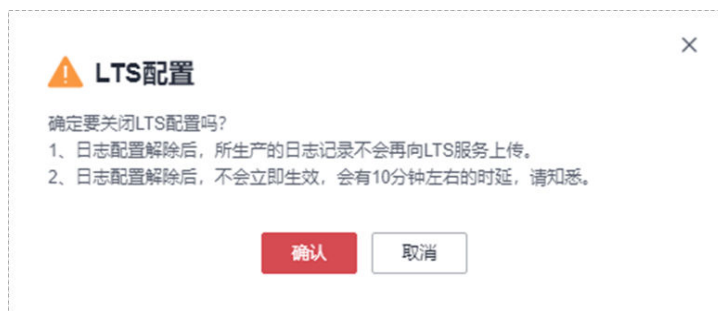 LTS配置
确定要关闭LTS配置吗？
1、日志配置解除后，所生产的日志记录不会再向LTS服务上传。
2、日志配置解除后，不会立即生效，会有10分钟左右的时延，请知悉。
确认 取消